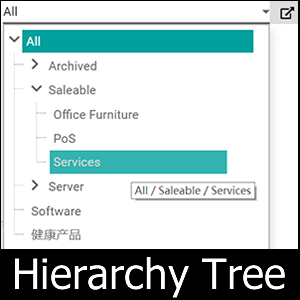 All
All
Archived
Saleable
Office Furniture
PoS
Services
Server
All / Saleable / Services
Software
健康产品
Hierarchy Tree